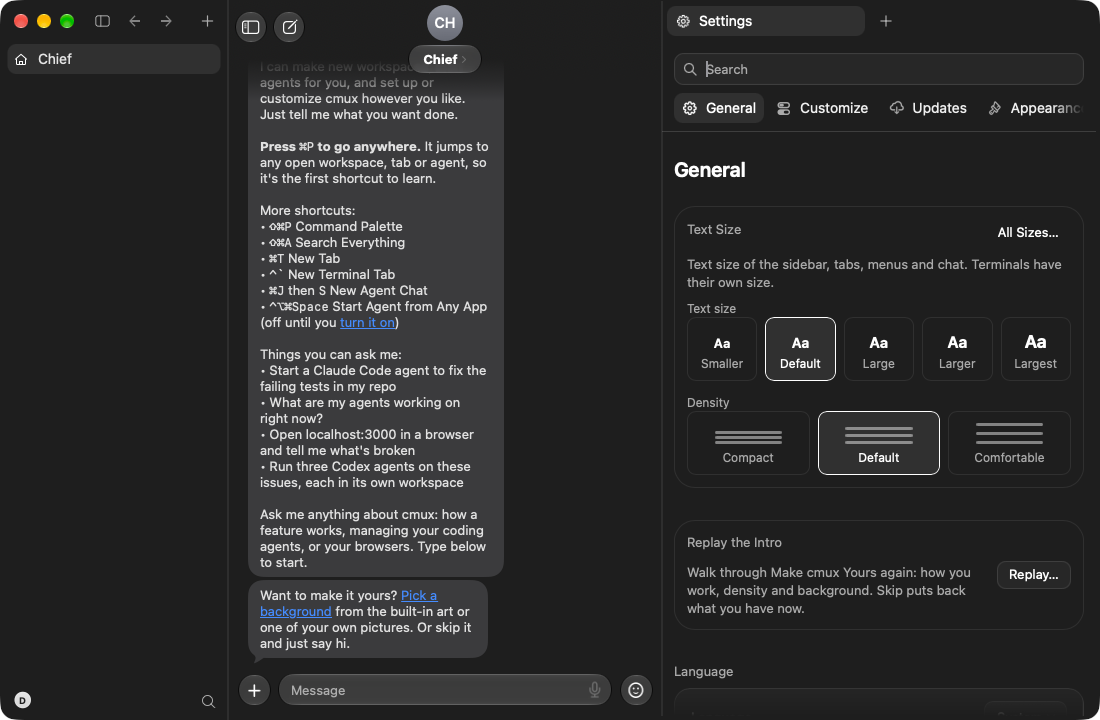 Chief
CH
Chief
I can make new workspac
agents for you, and set up or
customize cmux however you like.
Just tell me what you want done.
Press ⌘P to go anywhere. It jumps to
any open workspace, tab or agent, so
it's the first shortcut to learn.
More shortcuts:
• ⇧⌘P Command Palette
• ⇧⌘A Search Everything
• ⌘T New Tab
• ^` New Terminal Tab
• ⌘J then S New Agent Chat
• ^⌥⌘Space Start Agent from Any App
(off until you turn it on)
Things you can ask me:
• Start a Claude Code agent to fix the
failing tests in my repo
• What are my agents working on
right now?
• Open localhost:3000 in a browser
and tell me what's broken
• Run three Codex agents on these
issues, each in its own workspace
Ask me anything about cmux: how a
feature works, managing your coding
agents, or your browsers. Type below
to start.
Want to make it yours? Pick a
background from the built-in art or
one of your own pictures. Or skip it
and just say hi.
Message
D
Settings
Search
General
Customize
Updates
Appearanc
General
Text Size
All Sizes...
Text size of the sidebar, tabs, menus and chat. Terminals have
their own size.
Text size
Aa Aa Aa Aa Aa
Smaller Default Large Larger Largest
Density
Compact Default Comfortable
Replay the Intro
Walk through Make cmux Yours again: how you
work, density and background. Skip puts back
what you have now.
Replay...
Language